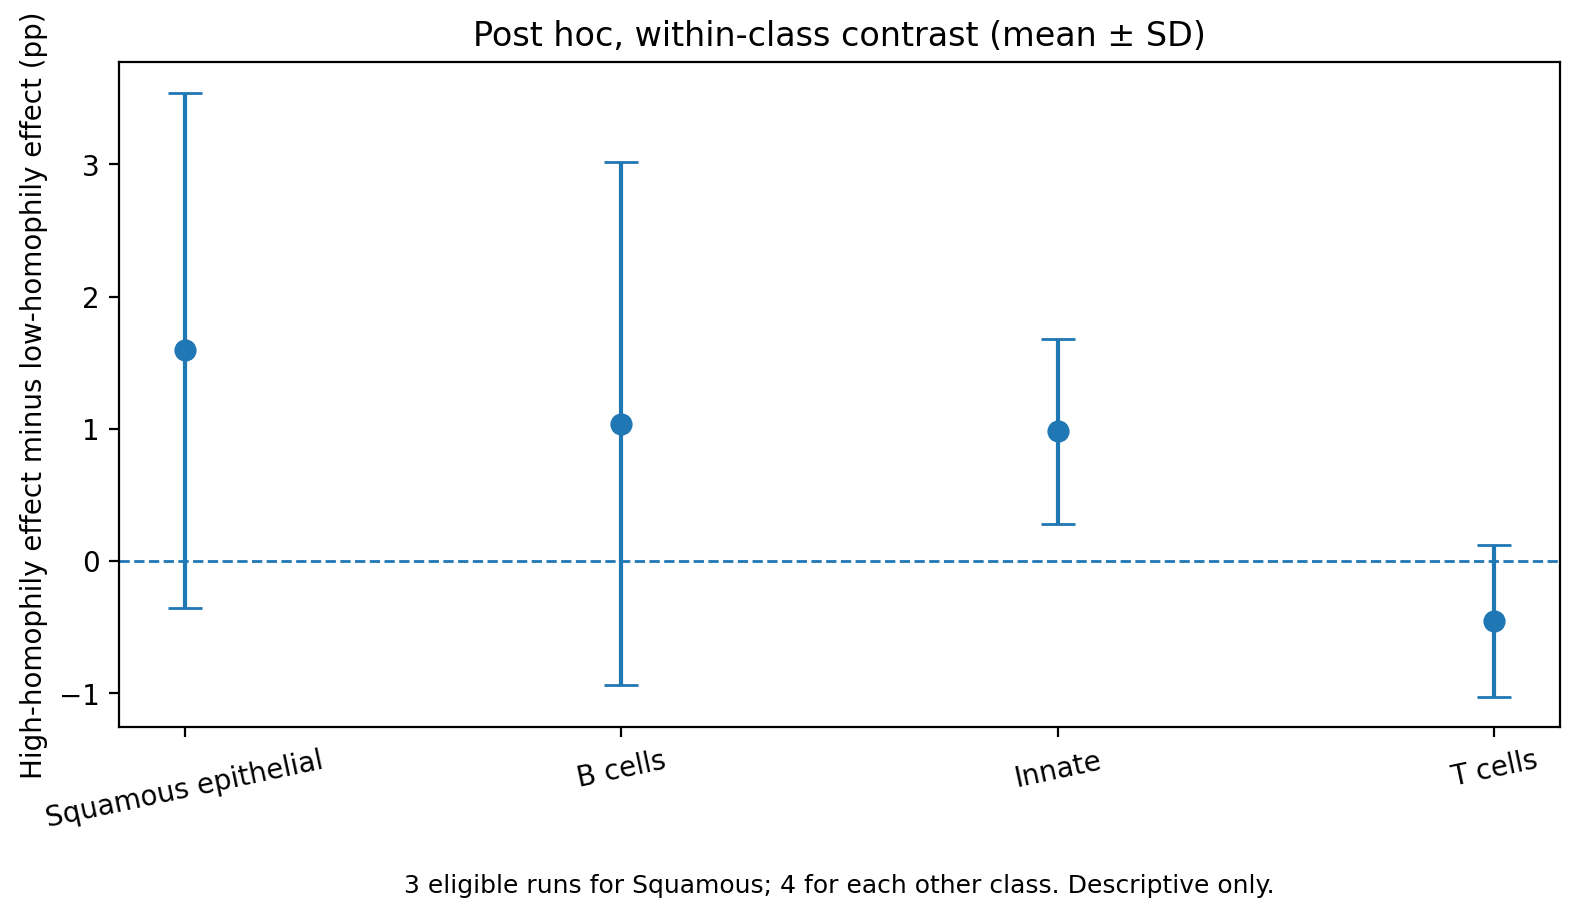 Post hoc, within-class contrast (mean ± SD)
High-homophily effect minus low-homophily effect (pp)
3
2
1
0
−1
Squamous epithelial
B cells
Innate
T cells
3 eligible runs for Squamous; 4 for each other class. Descriptive only.